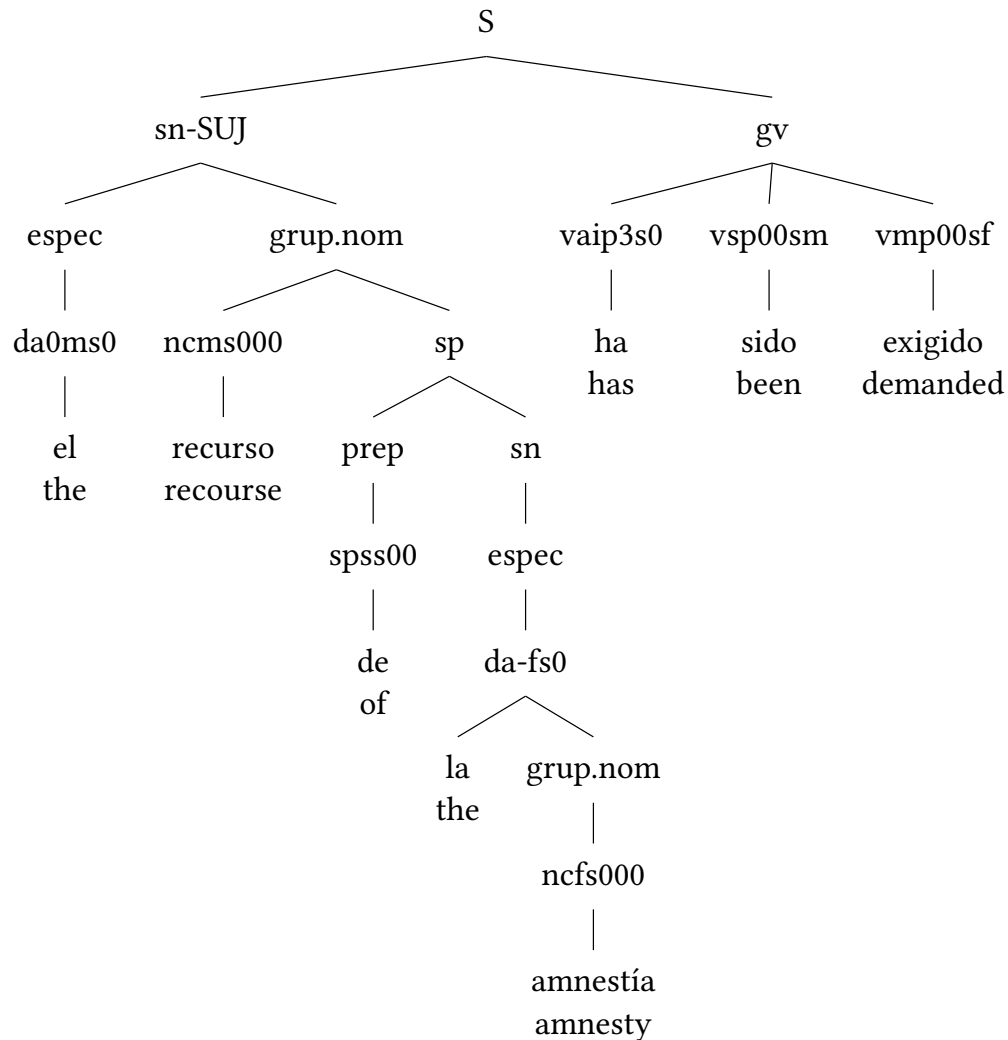 S
sn-SUJ gv
espec grup.nom vaip3s0 vsp00sm vmp00sf
da0ms0 ncms000 sp ha sido exigido
has been demanded
el recurso prep sn
the recourse
spss00 espec
de da-fs0
of
la grup.nom
the
ncfs000
amnestía
amnesty